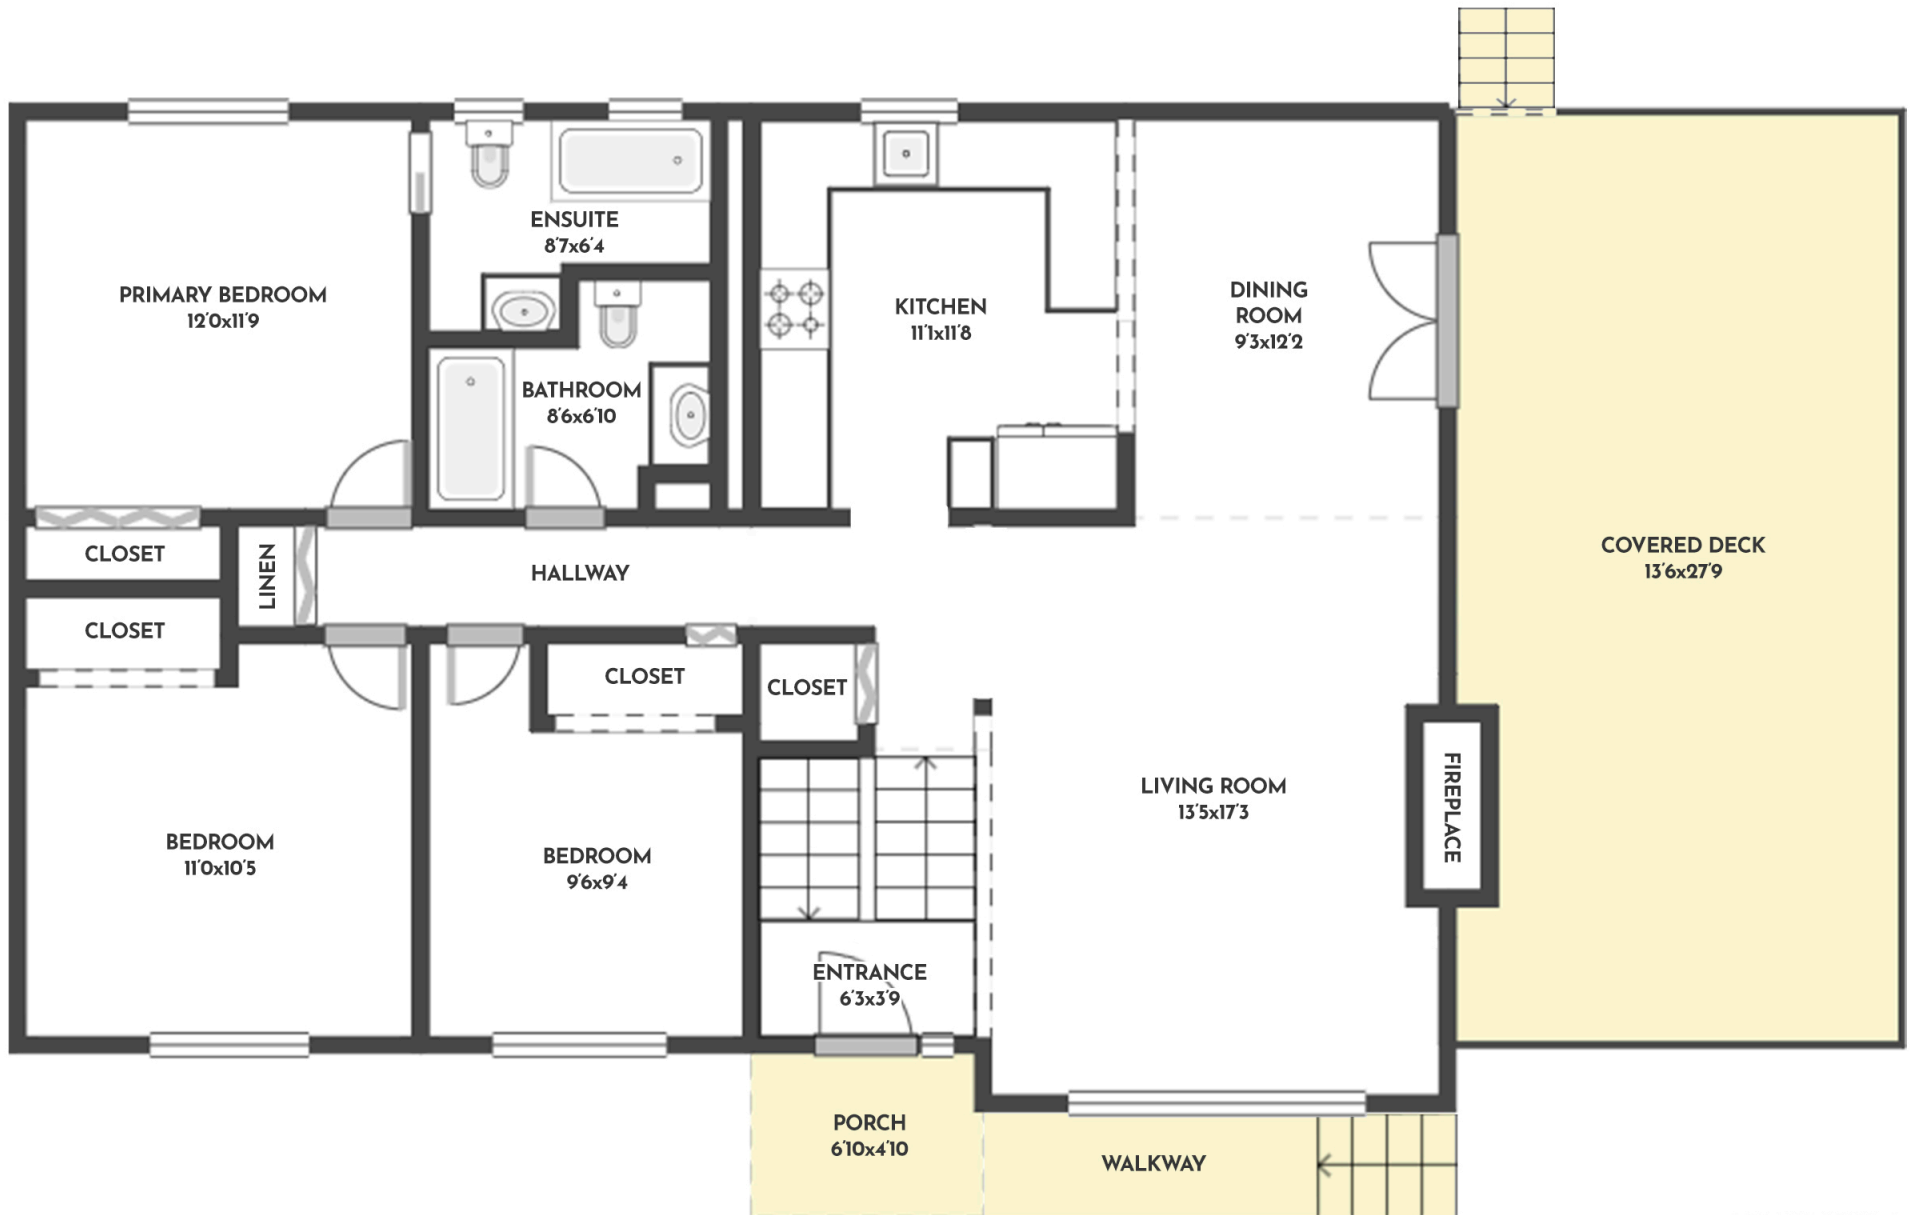 ENSUITE
8'7x6'4
PRIMARY BEDROOM
12'0x11'9
KITCHEN
11'1x11'8
DINING
ROOM
9'3x12'2
BATHROOM
8'6x6'10
CLOSET
LINEN
HALLWAY
COVERED DECK
13'6x27'9
CLOSET
CLOSET
CLOSET
LIVING ROOM
13'5x17'3
FIREPLACE
BEDROOM
11'0x10'5
BEDROOM
9'6x9'4
ENTRANCE
6'3x3'9
PORCH
6'10x4'10
WALKWAY